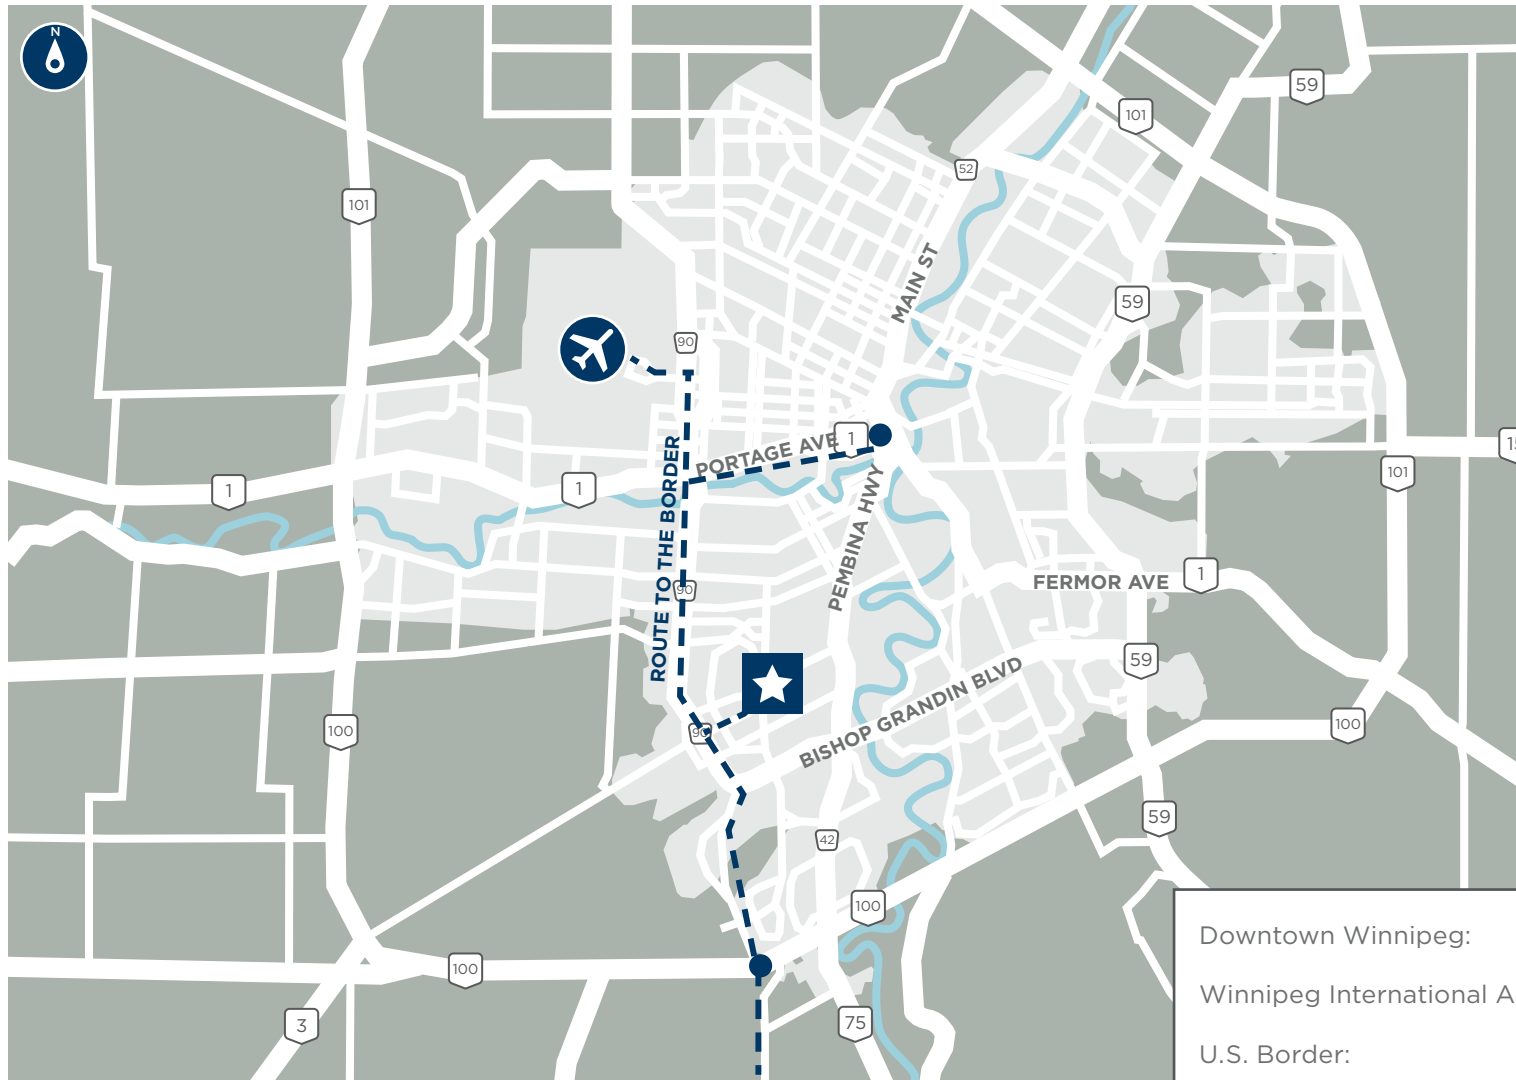 N
59
101
52
101
MAIN ST
59
90
PORTAGE AVE
1
15
101
1
1
ROUTE TO THE BORDER
PEMBINA HWY
90
FERMOR AVE
1
59
BISHOP GRANDIN BLVD
90
100
100
59
42
100
Downtown Winnipeg:
100
Winnipeg International A
3
75
U.S. Border: